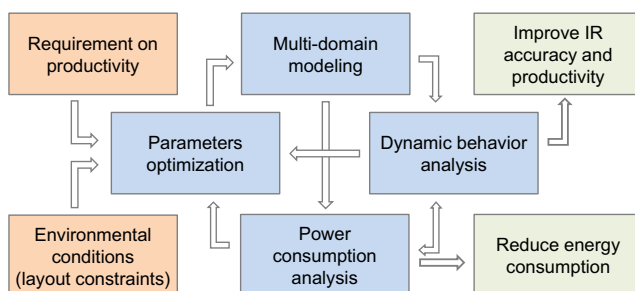 Requirement on
productivity
Multi-domain
modeling
Improve IR
accuracy and
productivity
Parameters
optimization
Dynamic behavior
analysis
Environmental
conditions
(layout constraints)
Power
consumption
analysis
Reduce energy
consumption